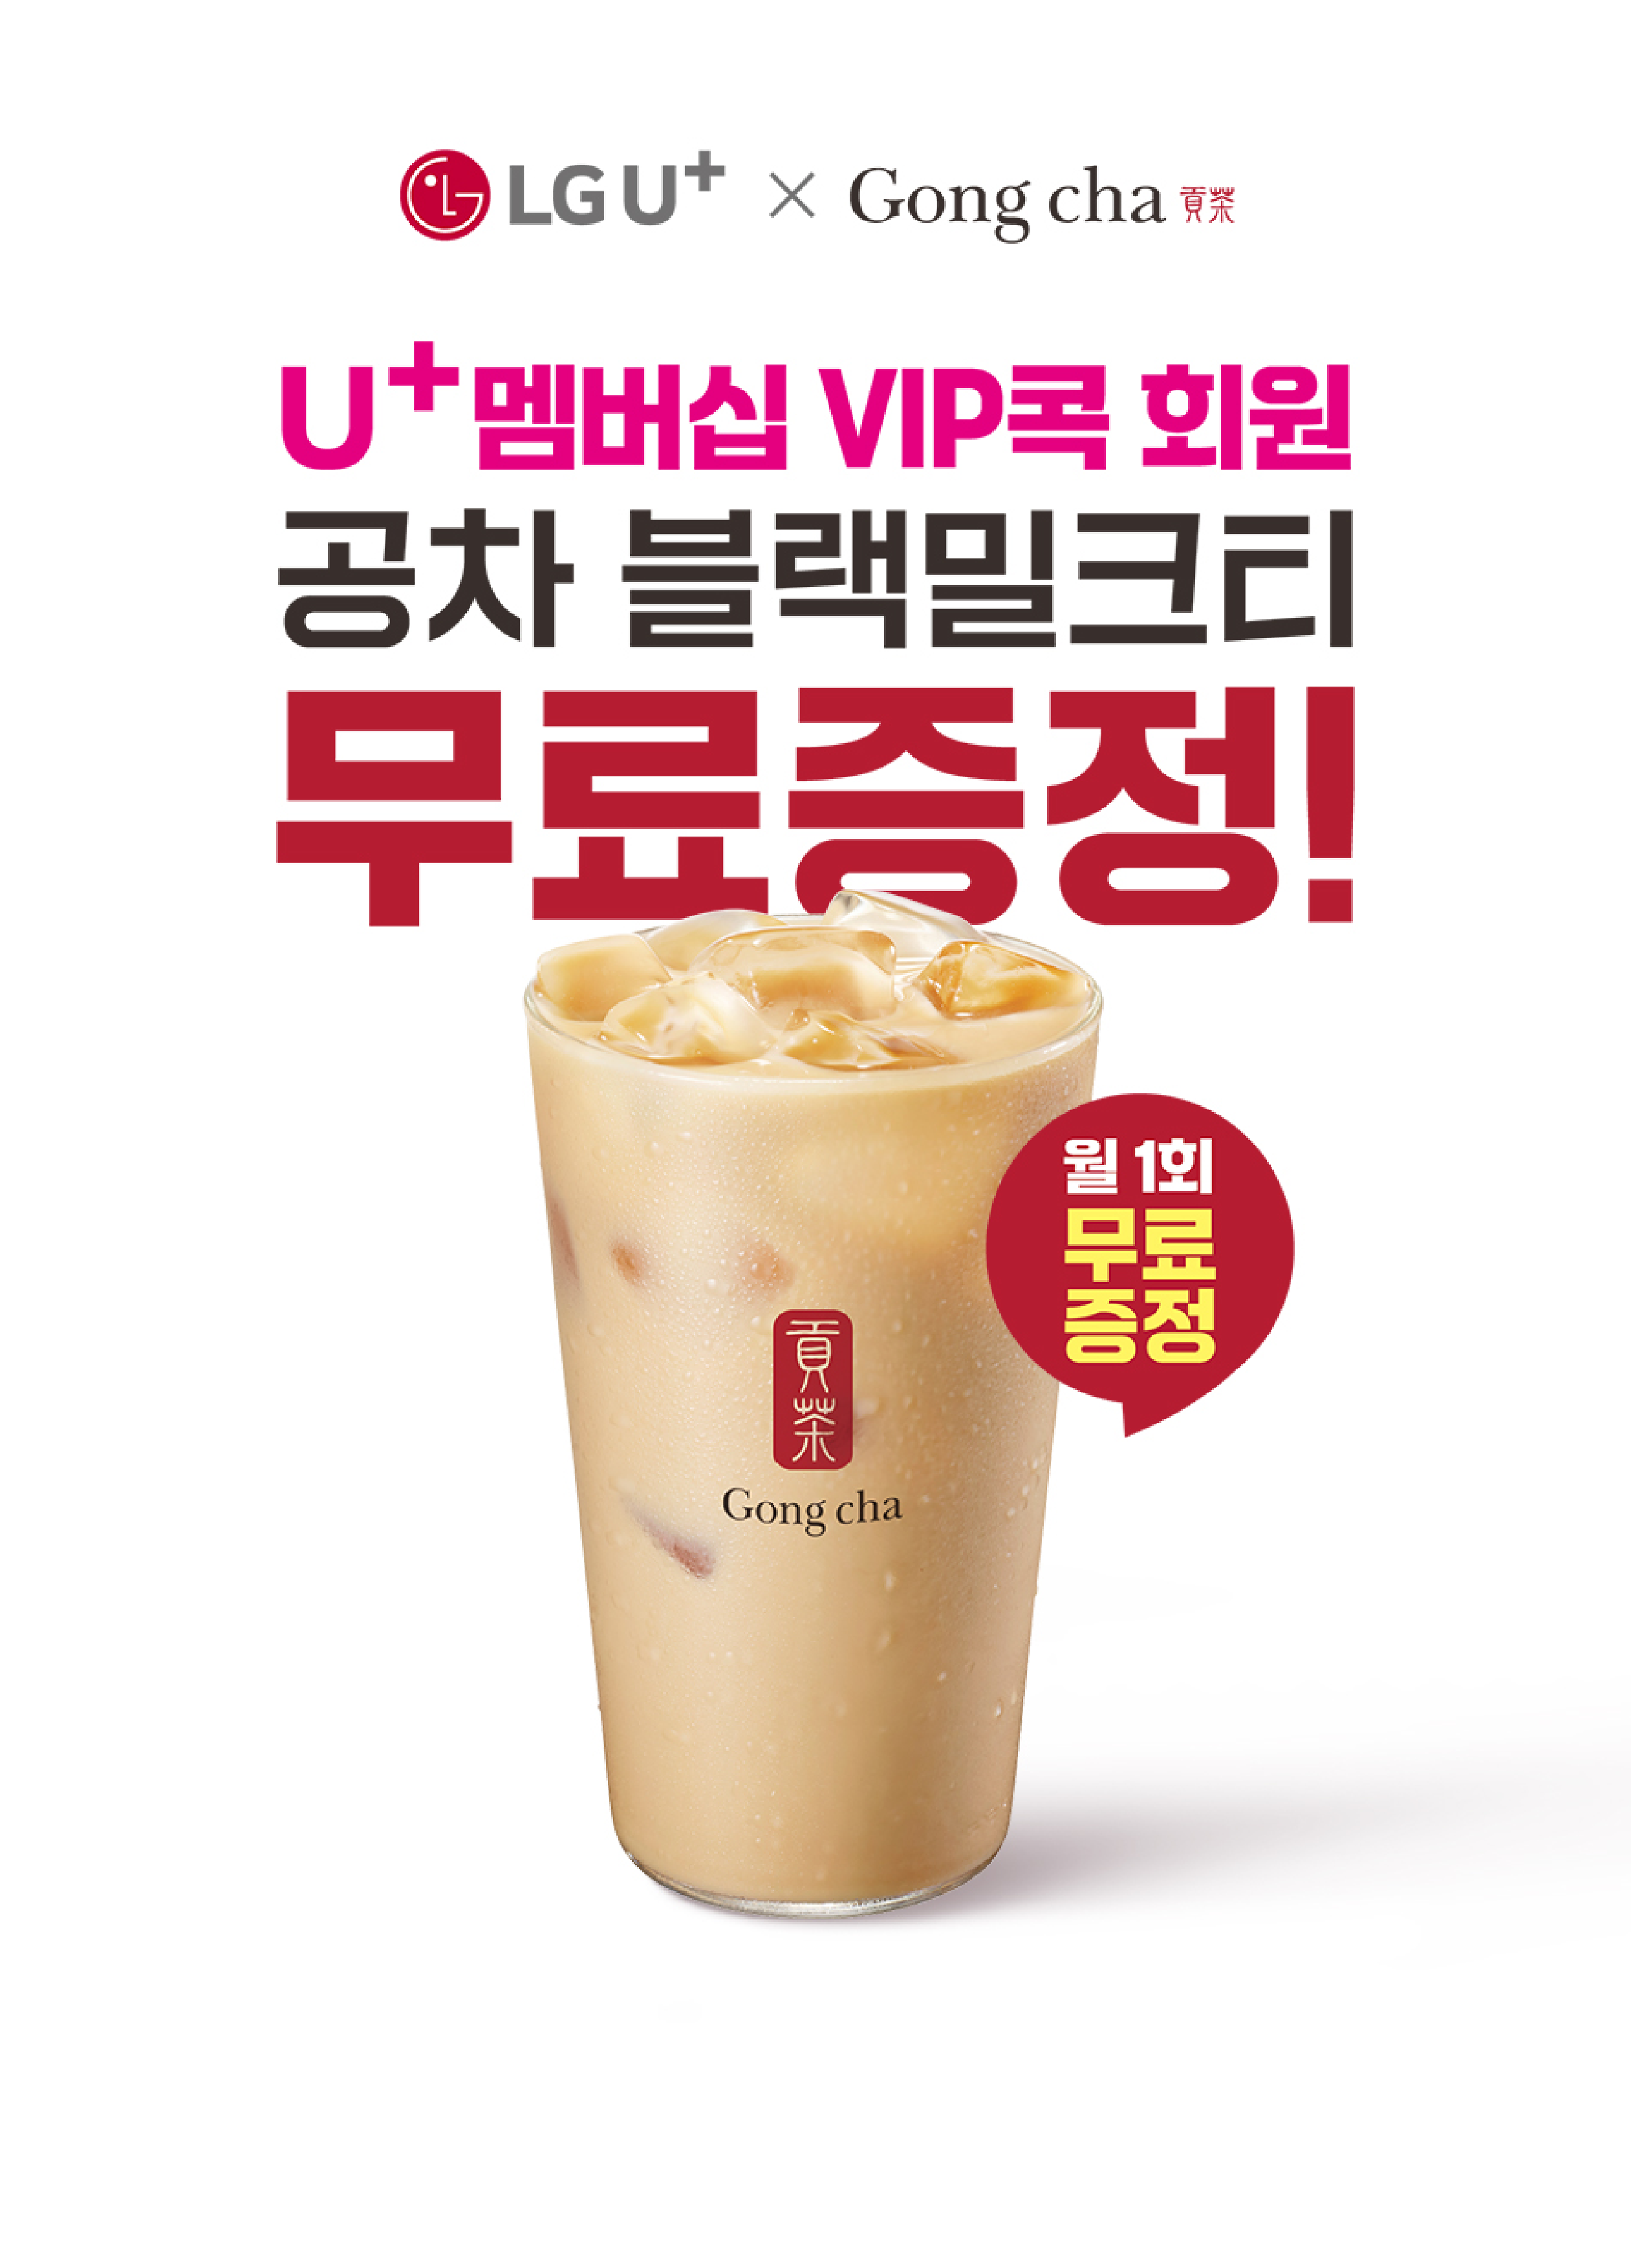 LG U+ × Gong cha 貢茶
U+멤버십 VIP콕 회원
공차 블랙밀크티
무료증정!
월 1회
무료
증정
貢茶
Gong cha